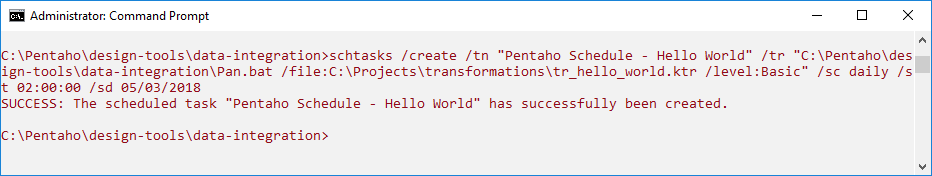 Administrator: Command Prompt
C:\Pentaho\design-tools\data-integration>schtasks /create /tn "Pentaho Schedule - Hello World" /tr "C:\Pentaho\des
ign-tools\data-integration\Pan.bat /file:C:\Projects\transformations\tr_hello_world.ktr /level:Basic" /sc daily /s
t 02:00:00 /sd 05/03/2018
SUCCESS: The scheduled task "Pentaho Schedule - Hello World" has successfully been created.
C:\Pentaho\design-tools\data-integration>